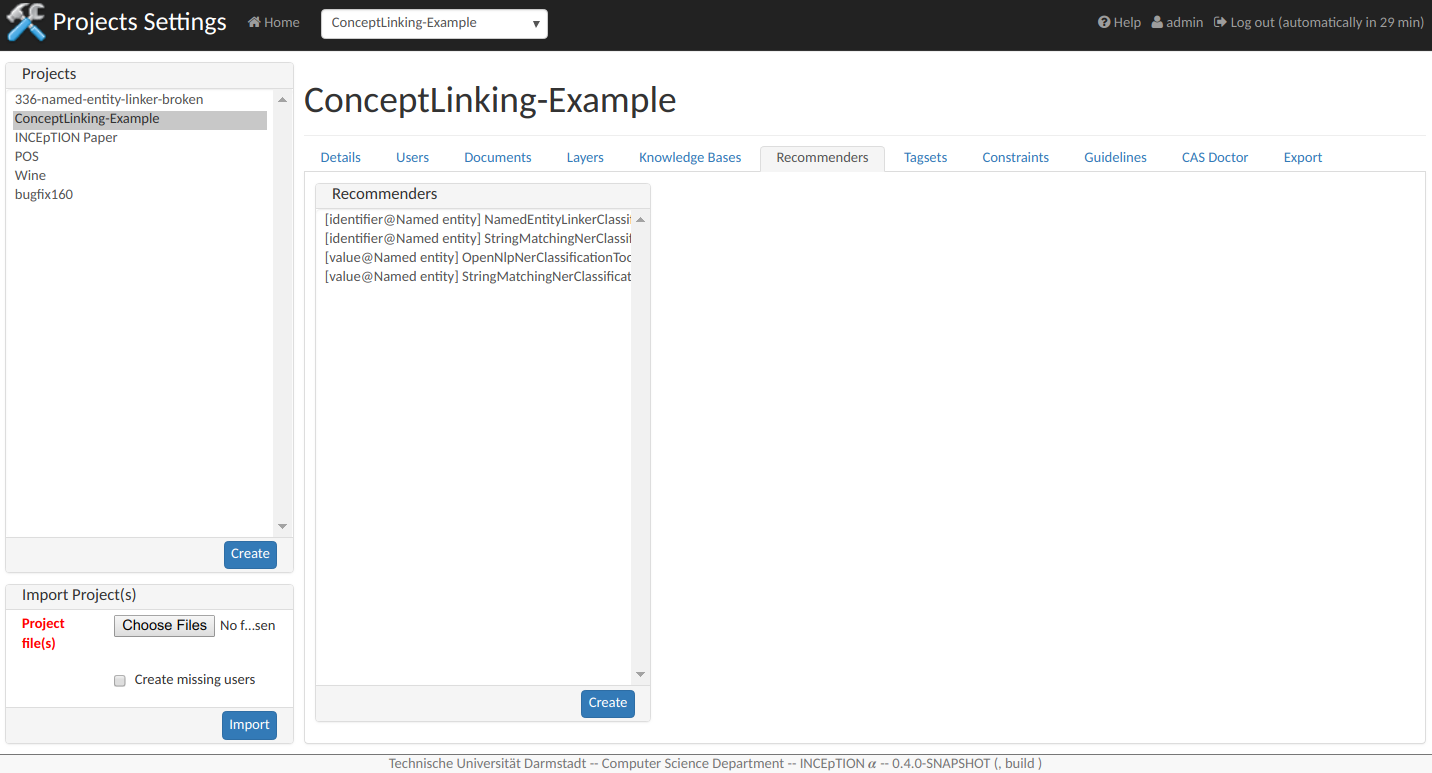 Projects Settings Home ConceptLinking-Example Help admin Log out (automatically in 29 min)
Projects
336-named-entity-linker-broken
ConceptLinking-Example
INCEpTION Paper
POS
Wine
bugfix160
Create
Import Project(s)
Project file(s)
Choose Files No f...sen
Create missing users
Import
ConceptLinking-Example
Details Users Documents Layers Knowledge Bases Recommenders Tagsets Constraints Guidelines CAS Doctor Export
Recommenders
[identifier@Named entity] NamedEntityLinkerClassif
[identifier@Named entity] StringMatchingNerClassif
[value@Named entity] OpenNlpNerClassificationToo
[value@Named entity] StringMatchingNerClassificat
Create
Technische Universität Darmstadt -- Computer Science Department -- INCEpTION α -- 0.4.0-SNAPSHOT (, build )